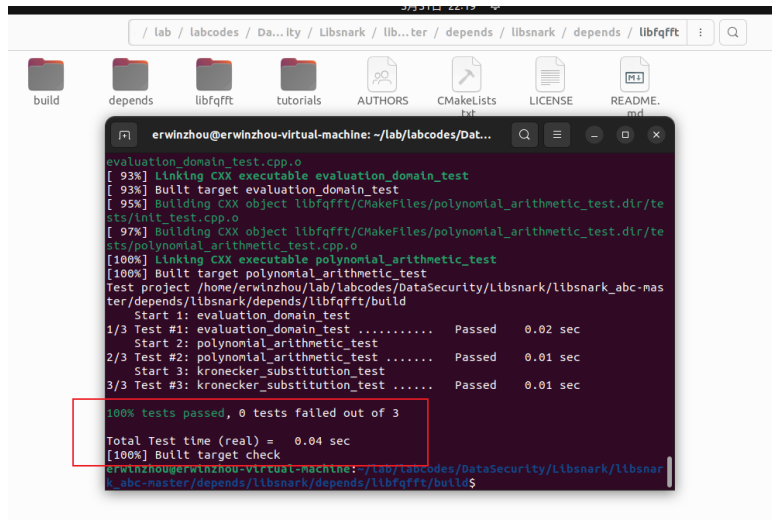 5月31日 22:19
/ lab / labcodes / Da…ity / Libsnark / lib…ter / depends / libsnark / depends / libfqfft
build depends libfqfft tutorials AUTHORS CMakeLists LICENSE README.
txt md
erwinzhou@erwinzhou-virtual-machine: ~/lab/labcodes/Dat...
evaluation_domain_test.cpp.o
[ 93%] Linking CXX executable evaluation_domain_test
[ 93%] Built target evaluation_domain_test
[ 95%] Building CXX object libfqfft/CMakeFiles/polynomial_arithmetic_test.dir/te
sts/init_test.cpp.o
[ 97%] Building CXX object libfqfft/CMakeFiles/polynomial_arithmetic_test.dir/te
sts/polynomial_arithmetic_test.cpp.o
[100%] Linking CXX executable polynomial_arithmetic_test
[100%] Built target polynomial_arithmetic_test
Test project /home/erwinzhou/lab/labcodes/DataSecurity/Libsnark/libsnark_abc-mas
ter/depends/libsnark/depends/libfqfft/build
Start 1: evaluation_domain_test
1/3 Test #1: evaluation_domain_test ........... Passed 0.02 sec
Start 2: polynomial_arithmetic_test
2/3 Test #2: polynomial_arithmetic_test ....... Passed 0.01 sec
Start 3: kronecker_substitution_test
3/3 Test #3: kronecker_substitution_test ...... Passed 0.01 sec
100% tests passed, 0 tests failed out of 3
Total Test time (real) = 0.04 sec
[100%] Built target check
erwinzhou@erwinzhou-virtual-machine:~/lab/labcodes/DataSecurity/Libsnark/libsnar
k_abc-master/depends/libsnark/depends/libfqfft/build$